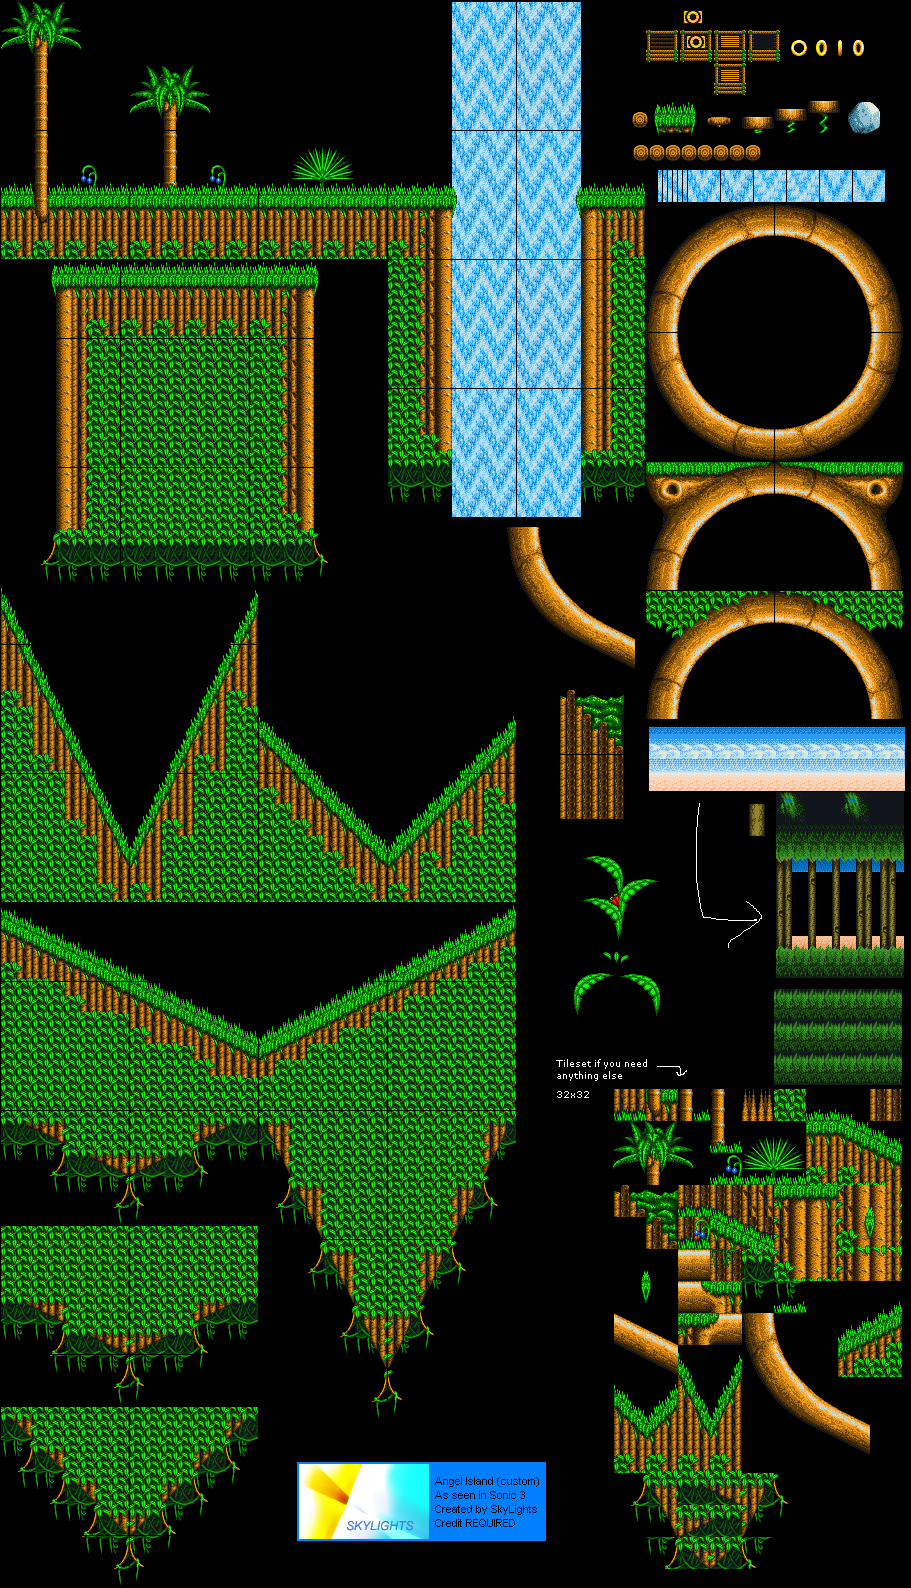 Tileset if you need
anything else
32x32
SKYLIGHTS
Angel Island (custom)
As seen in Sonic 3
Created by SkyLights
Credit REQUIRED